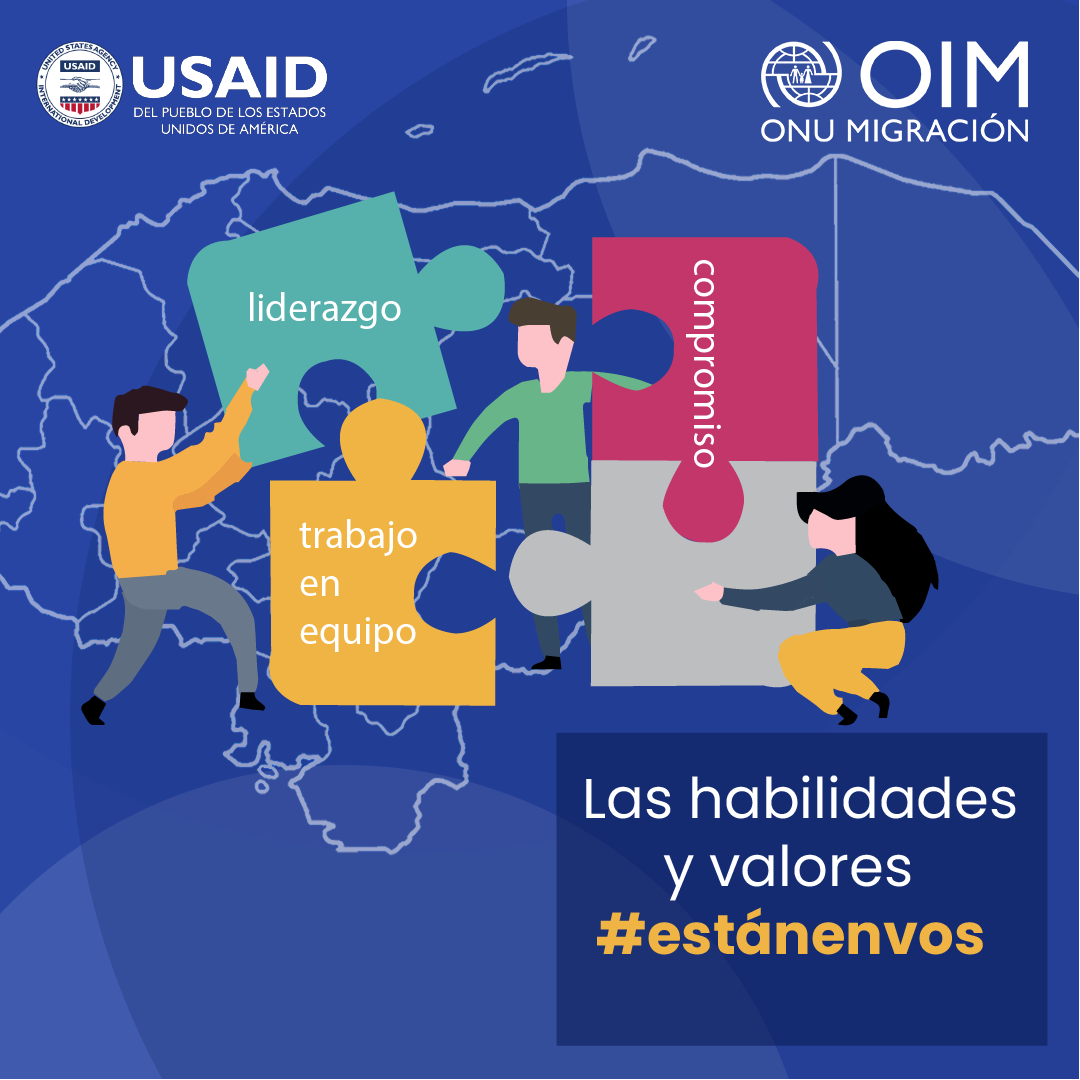 UNITED STATES AGENCY
USAID
INTERNATIONAL DEVELOPMENT
USAID
DEL PUEBLO DE LOS ESTADOS
UNIDOS DE AMÉRICA
OIM
ONU MIGRACIÓN
liderazgo
compromiso
trabajo
en
equipo
Las habilidades
y valores
#estánenvos